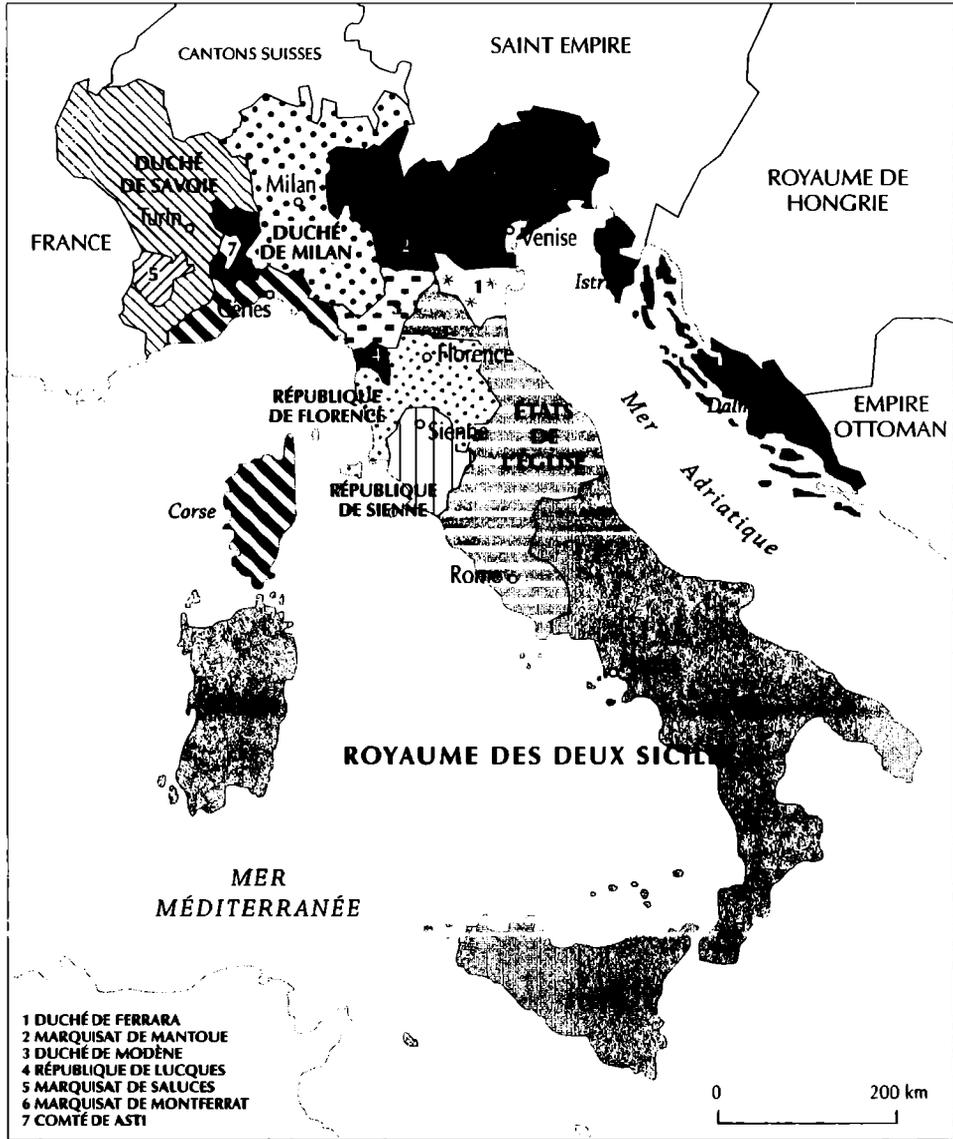 CANTONS SUISSES
SAINT EMPIRE
DUCHÉ
DE SAVOIE
Milan
ROYAUME DE
HONGRIE
Turin
DUCHÉ
DE MILAN
2
Venise
FRANCE
7
5
1
Istr
Gênes
3
4
Florence
RÉPUBLIQUE
DE FLORENCE
Mer
Adriatique
Dalm
EMPIRE
OTTOMAN
ÉTATS
DE
L'ÉGLISE
Sienne
RÉPUBLIQUE
DE SIENNE
Corse
Rome
ROYAUME DES DEUX SICIL
MER
MÉDITERRANÉE
1 DUCHÉ DE FERRARA
2 MARQUISAT DE MANTOUE
3 DUCHÉ DE MODÈNE
4 RÉPUBLIQUE DE LUCQUES
5 MARQUISAT DE SALUCES
6 MARQUISAT DE MONTFERRAT
7 COMTÉ DE ASTI
0 200 km